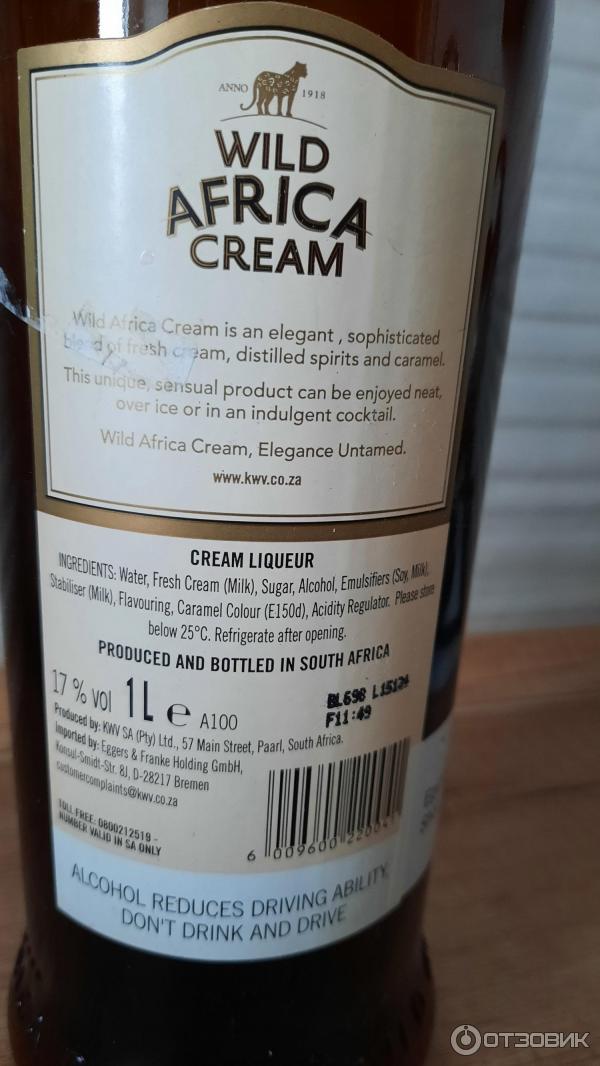 ANNO 1918
WILD
AFRICA
CREAM
Wild Africa Cream is an elegant , sophisticated
blend of fresh cream, distilled spirits and caramel.
This unique, sensual product can be enjoyed neat,
over ice or in an indulgent cocktail.
Wild Africa Cream, Elegance Untamed.
www.kwv.co.za
CREAM LIQUEUR
INGREDIENTS: Water, Fresh Cream (Milk), Sugar, Alcohol, Emulsifiers (Soy, Milk),
Stabiliser (Milk), Flavouring, Caramel Colour (E150d), Acidity Regulator. Please store
below 25°C. Refrigerate after opening.
PRODUCED AND BOTTLED IN SOUTH AFRICA
17 % vol 1L e A100
BL698 L15124
F11:49
Produced by: KWV SA (Pty) Ltd., 57 Main Street, Paarl, South Africa.
Imported by: Eggers & Franke Holding GmbH,
Konsul-Smidt-Str. 8J, D-28217 Bremen
customercomplaints@kwv.co.za
TOLL-FREE: 0800212519 -
NUMBER VALID IN SA ONLY
6 009600
ALCOHOL REDUCES DRIVING ABILITY,
DON'T DRINK AND DRIVE
ОТЗОВИК